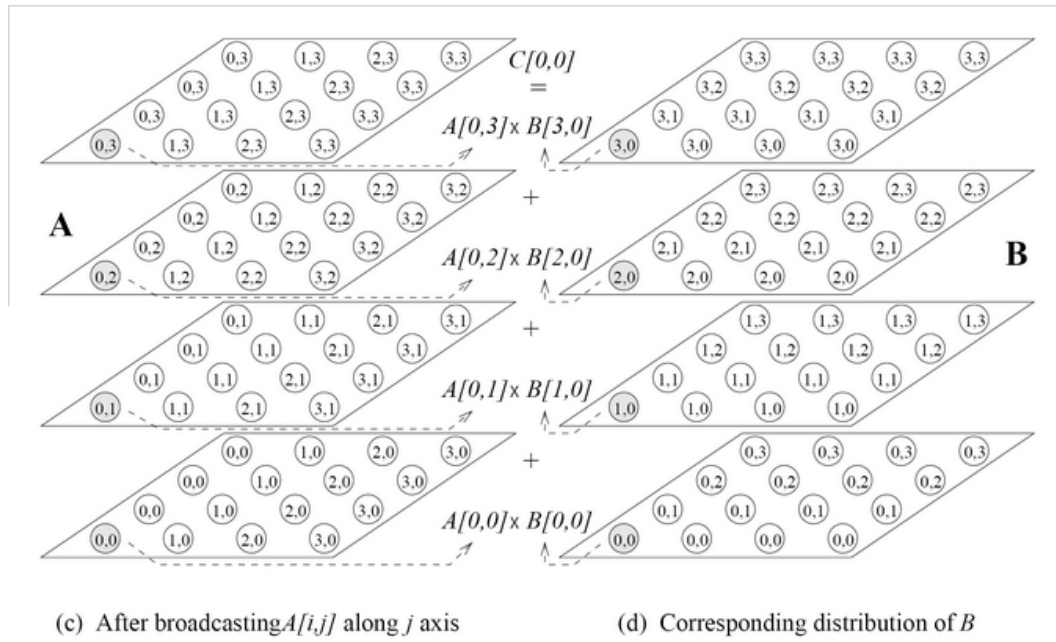 0,3 1,3 2,3 3,3 C[0,0] 3,3 3,3 3,3 3,3
0,3 1,3 2,3 3,3 = 3,2 3,2 3,2 3,2
0,3 1,3 2,3 3,3 A[0,3]x B[3,0] 3,1 3,1 3,1 3,1
0,3 1,3 2,3 3,3 3,0 3,0 3,0 3,0
0,2 1,2 2,2 3,2 + 2,3 2,3 2,3 2,3
A 0,2 1,2 2,2 3,2 2,2 2,2 2,2 2,2
0,2 1,2 2,2 3,2 A[0,2]x B[2,0] 2,1 2,1 2,1 2,1 B
0,2 1,2 2,2 3,2 2,0 2,0 2,0 2,0
0,1 1,1 2,1 3,1 + 1,3 1,3 1,3 1,3
0,1 1,1 2,1 3,1 1,2 1,2 1,2 1,2
0,1 1,1 2,1 3,1 A[0,1]x B[1,0] 1,1 1,1 1,1 1,1
0,1 1,1 2,1 3,1 1,0 1,0 1,0 1,0
0,0 1,0 2,0 3,0 + 0,3 0,3 0,3 0,3
0,0 1,0 2,0 3,0 0,2 0,2 0,2 0,2
0,0 1,0 2,0 3,0 A[0,0]x B[0,0] 0,1 0,1 0,1 0,1
0,0 1,0 2,0 3,0 0,0 0,0 0,0 0,0
(c) After broadcasting A[i,j] along j axis (d) Corresponding distribution of B